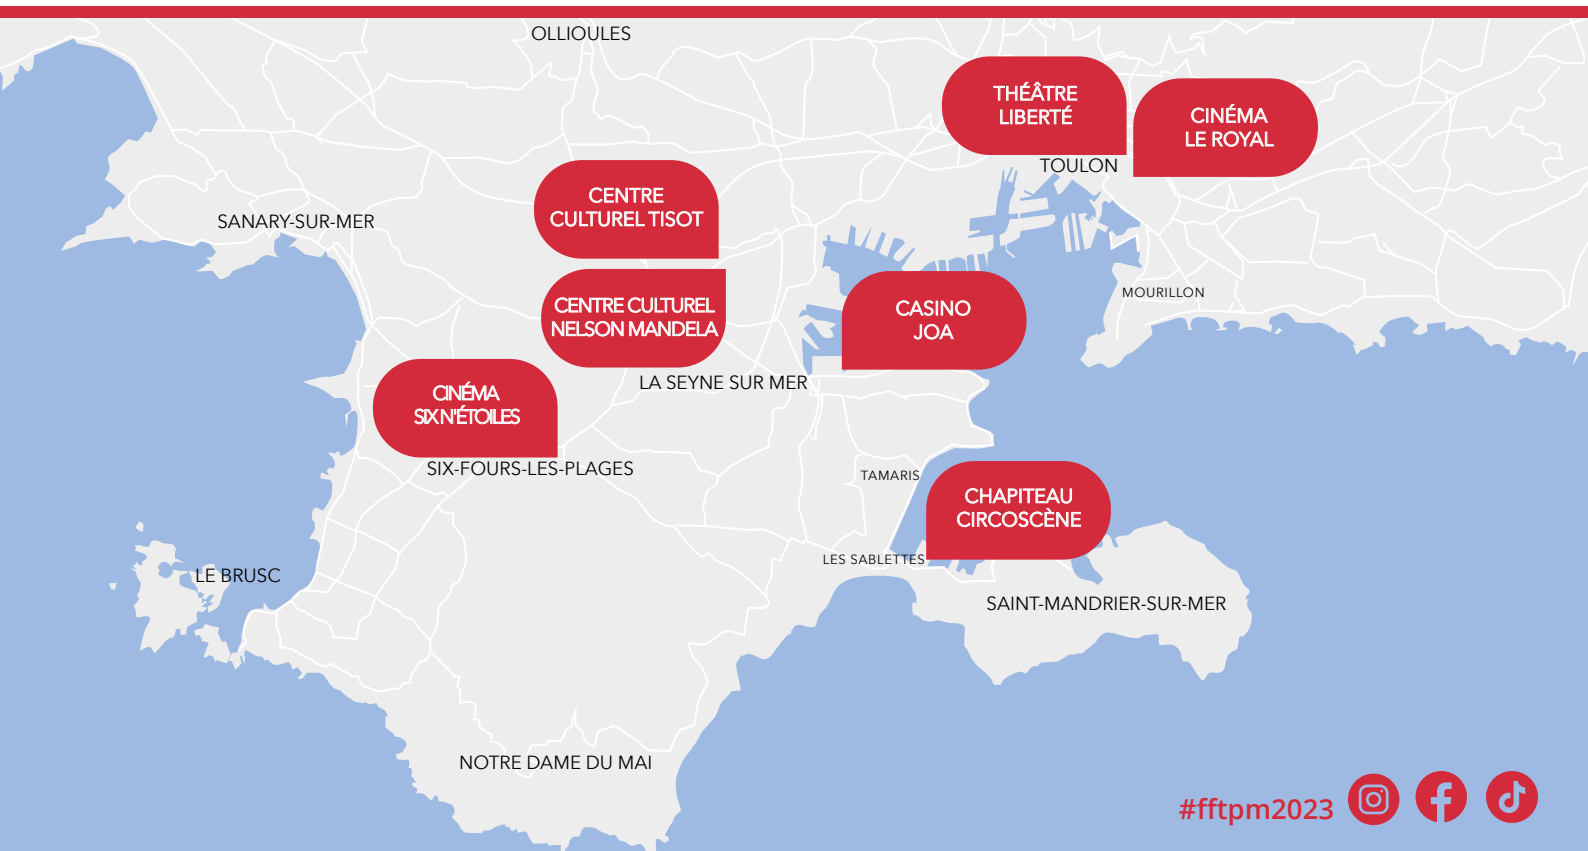 OLLIOULES
THÉÂTRE
LIBERTÉ
CINÉMA
LE ROYAL
TOULON
CENTRE
CULTUREL TISOT
SANARY-SUR-MER
MOURILLON
CENTRE CULTUREL
NELSON MANDELA
CASINO
JOA
LA SEYNE SUR MER
CINÉMA
SIX N'ÉTOILES
SIX-FOURS-LES-PLAGES
TAMARIS
CHAPITEAU
CIRCOSCÈNE
LES SABLETTES
LE BRUSC
SAINT-MANDRIER-SUR-MER
NOTRE DAME DU MAI
#fftpm2023